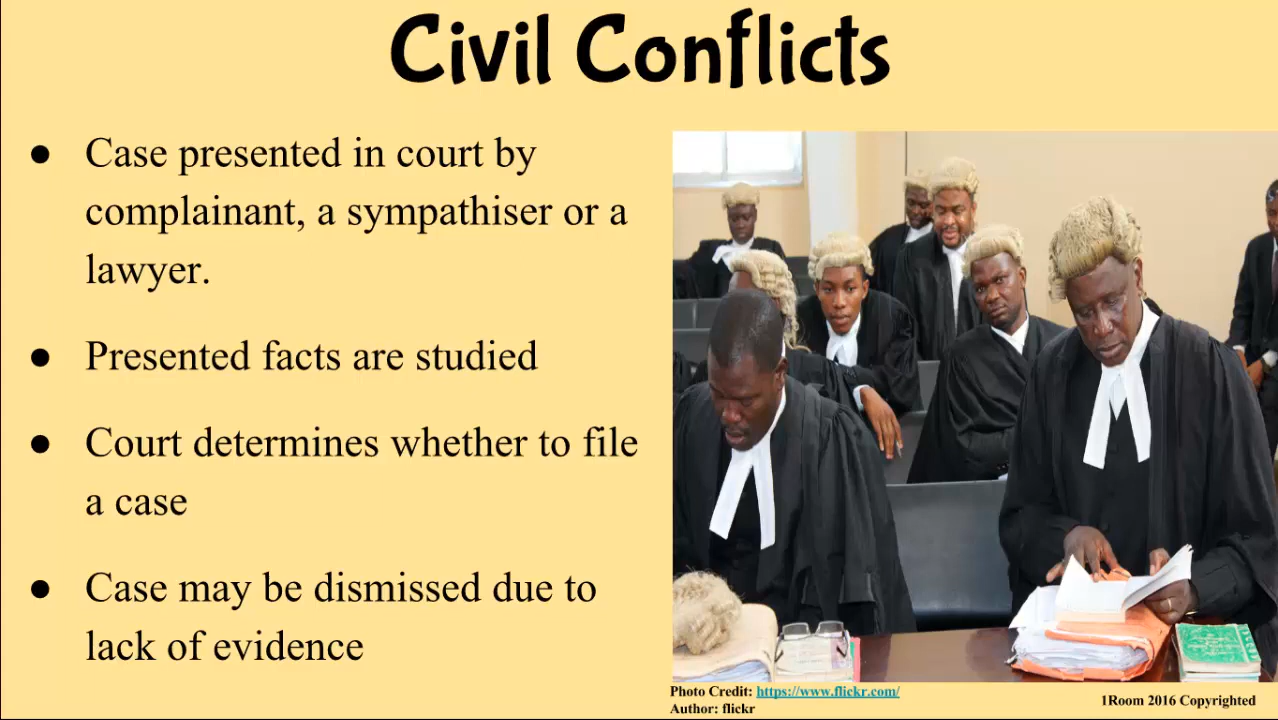 Civil Conflicts
● Case presented in court by
complainant, a sympathiser or a
lawyer.
● Presented facts are studied
● Court determines whether to file
a case
● Case may be dismissed due to
lack of evidence
Photo Credit: https://www.flickr.com/
Author: flickr
1Room 2016 Copyrighted